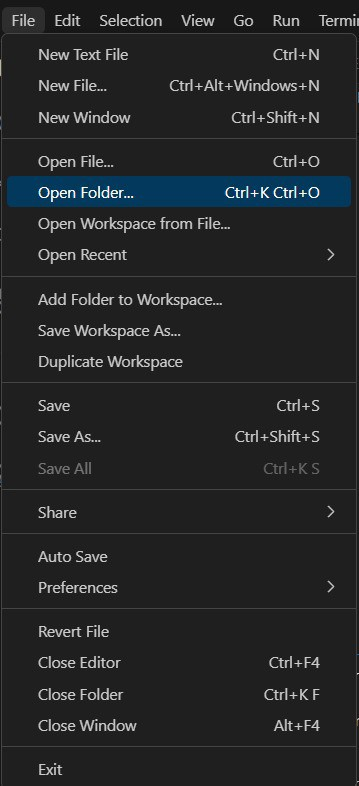 File Edit Selection View Go Run Termi
New Text File Ctrl+N
New File... Ctrl+Alt+Windows+N
New Window Ctrl+Shift+N
Open File... Ctrl+O
Open Folder... Ctrl+K Ctrl+O
Open Workspace from File...
Open Recent
Add Folder to Workspace...
Save Workspace As...
Duplicate Workspace
Save Ctrl+S
Save As... Ctrl+Shift+S
Save All Ctrl+K S
Share
Auto Save
Preferences
Revert File
Close Editor Ctrl+F4
Close Folder Ctrl+K F
Close Window Alt+F4
Exit